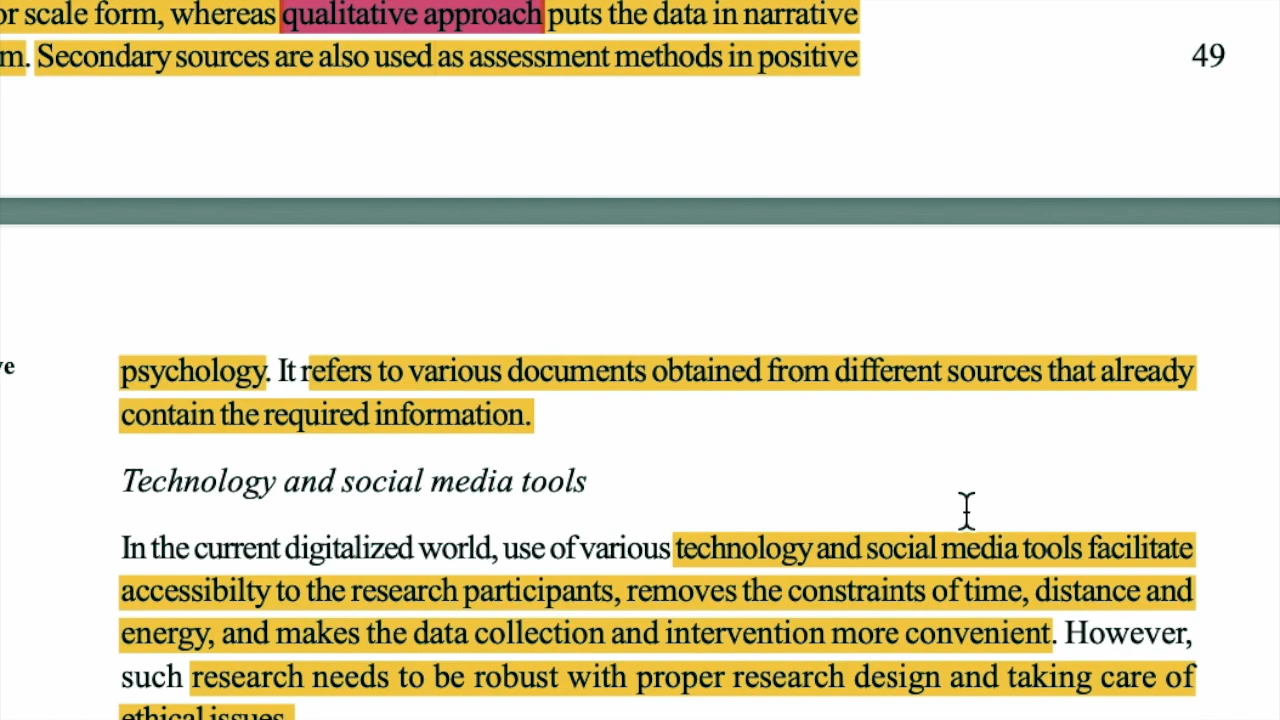 or scale form, whereas qualitative approach puts the data in narrative
m. Secondary sources are also used as assessment methods in positive
49
ve
psychology. It refers to various documents obtained from different sources that already
contain the required information.
Technology and social media tools
In the current digitalized world, use of various technology and social media tools facilitate
accessibilty to the research participants, removes the constraints of time, distance and
energy, and makes the data collection and intervention more convenient. However,
such research needs to be robust with proper research design and taking care of
ethical issues.